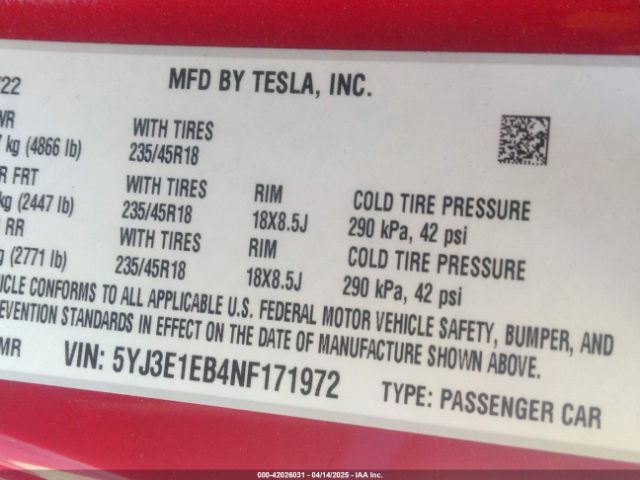 /22 MFD BY TESLA, INC.
WR WITH TIRES
7 kg (4866 lb) 235/45R18
R FRT WITH TIRES RIM COLD TIRE PRESSURE
kg (2447 lb) 235/45R18 18X8.5J 290 kPa, 42 psi
RR WITH TIRES RIM COLD TIRE PRESSURE
g (2771 lb) 235/45R18 18X8.5J 290 kPa, 42 psi
HICLE CONFORMS TO ALL APPLICABLE U.S. FEDERAL MOTOR VEHICLE SAFETY, BUMPER, AND
EVENTION STANDARDS IN EFFECT ON THE DATE OF MANUFACTURE SHOWN ABOVE.
MR VIN: 5YJ3E1EB4NF171972 TYPE: PASSENGER CAR
000-42026031 - 04/14/2025 - IAA Inc.